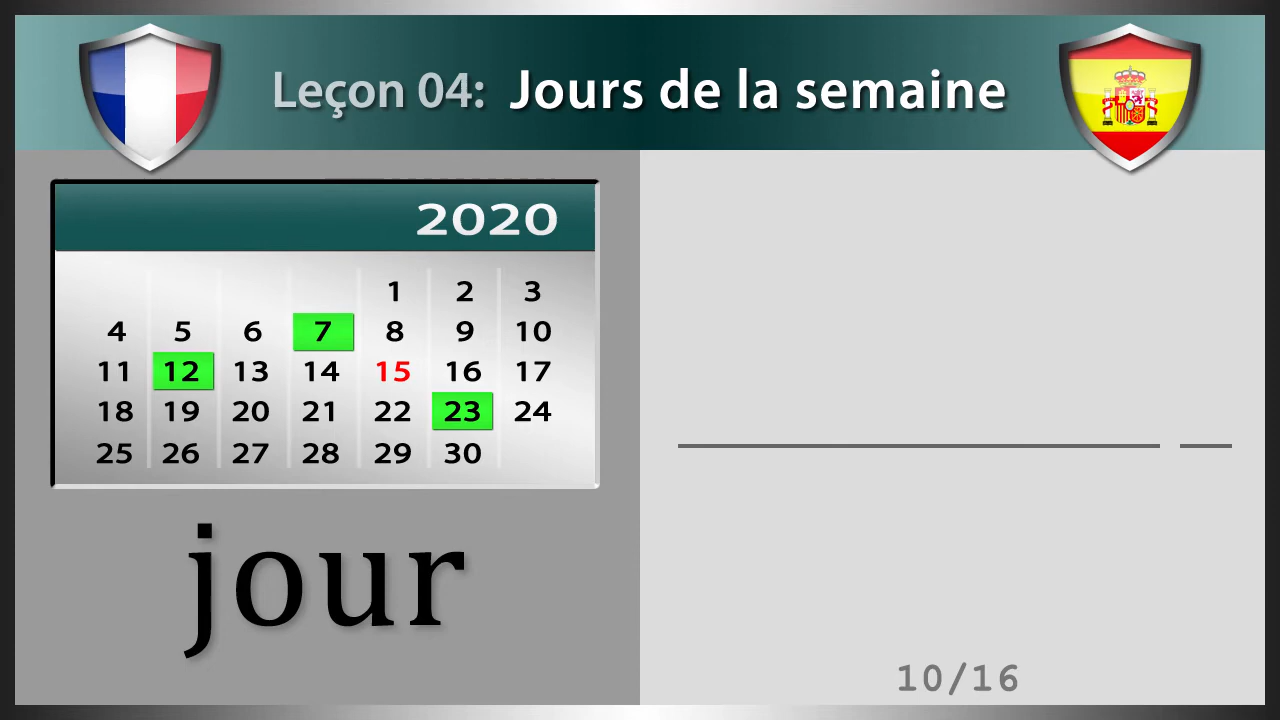 Leçon 04: Jours de la semaine
2020
1 2 3
4 5 6 7 8 9 10
11 12 13 14 15 16 17
18 19 20 21 22 23 24
25 26 27 28 29 30
jour
10/16